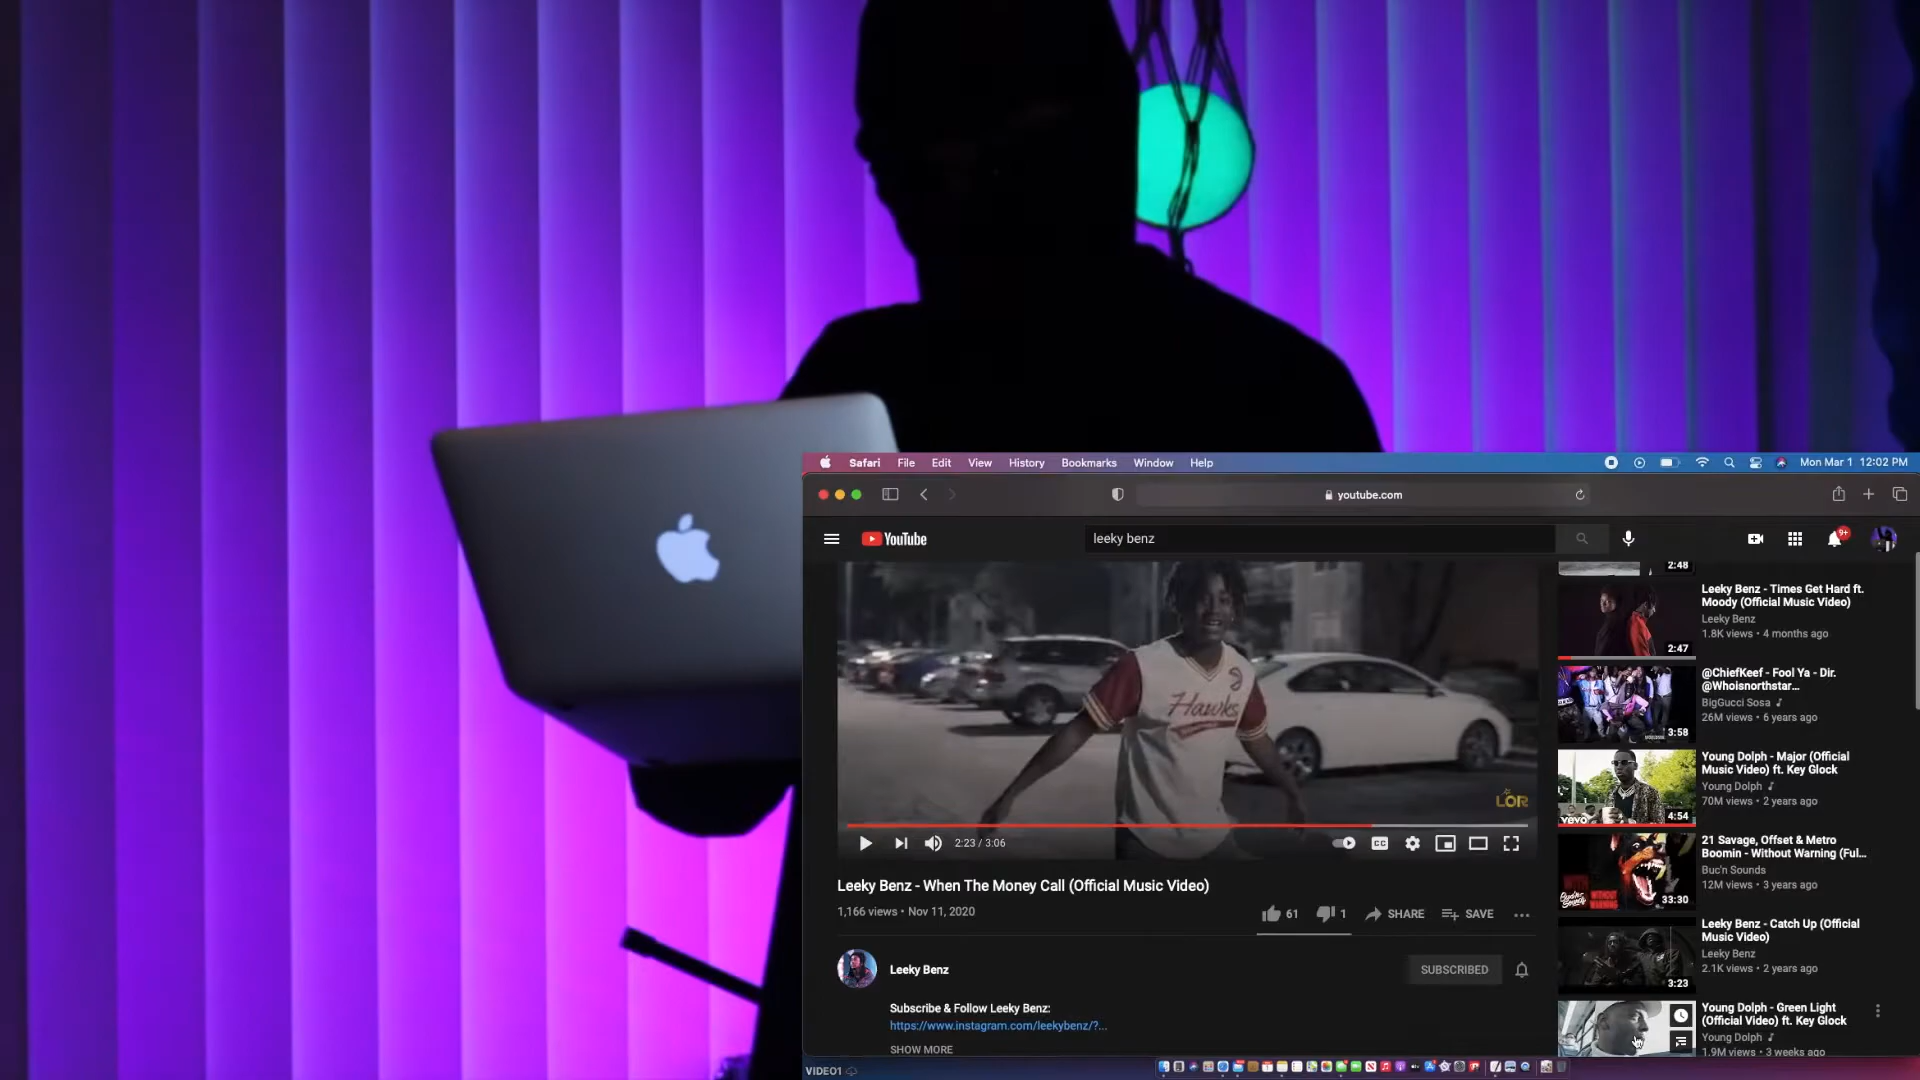 Safari File Edit View History Bookmarks Window Help
Mon Mar 1 12:02 PM
youtube.com
YouTube
leeky benz
9+
Hawks
LOR
2:23 / 3:06
CC
Leeky Benz - When The Money Call (Official Music Video)
1,166 views • Nov 11, 2020
61
1
SHARE
SAVE
Leeky Benz
SUBSCRIBED
Subscribe & Follow Leeky Benz:
https://www.instagram.com/leekybenz/?...
SHOW MORE
2:48
Leeky Benz - Times Get Hard ft.
Moody (Official Music Video)
Leeky Benz
1.8K views • 4 months ago
2:47
@ChiefKeef - Fool Ya - Dir.
@Whoisnorthstar...
BigGucci Sosa
26M views • 6 years ago
3:58
Young Dolph - Major (Official
Music Video) ft. Key Glock
Young Dolph
70M views • 2 years ago
vevo
4:54
21 Savage, Offset & Metro
Boomin - Without Warning (Ful...
Buc'n Sounds
12M views • 3 years ago
33:30
Leeky Benz - Catch Up (Official
Music Video)
Leeky Benz
2.1K views • 2 years ago
3:23
Young Dolph - Green Light
(Official Music Video) ft. Key Glock
Young Dolph
1.9M views • 3 weeks ago
VIDEO1